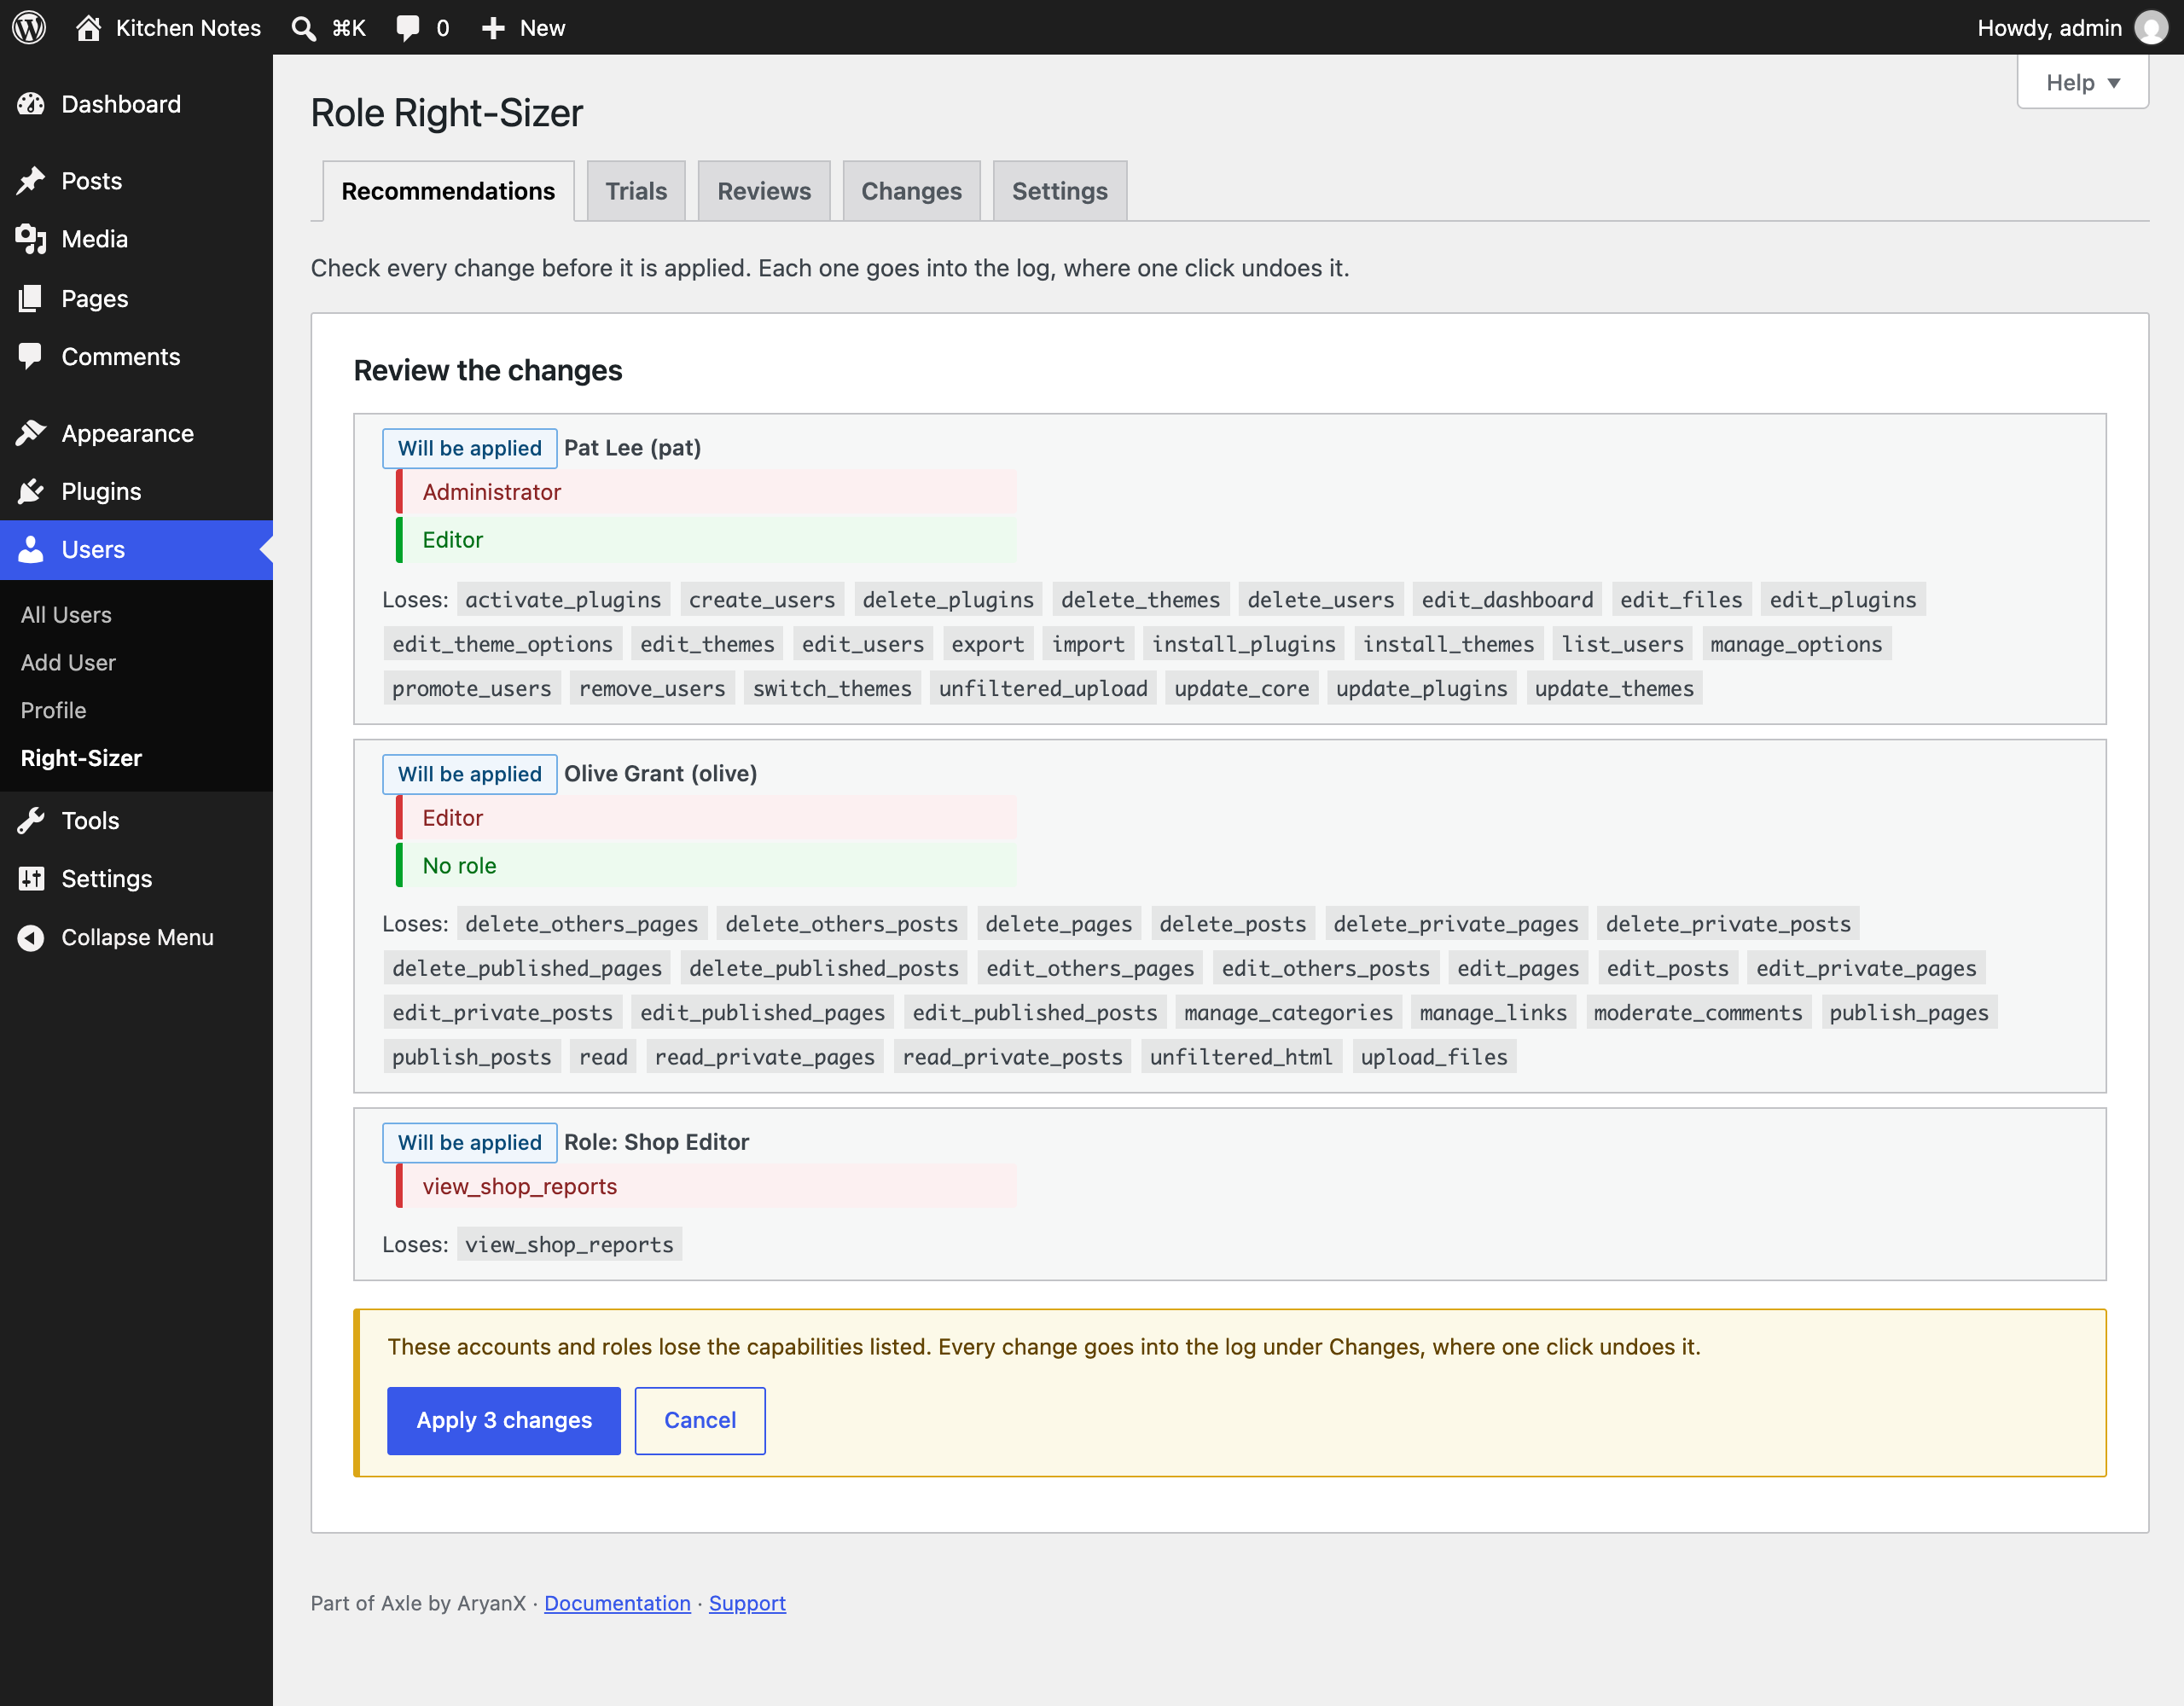 Kitchen Notes ⌘K 0 New Howdy, admin
Help ▼
Dashboard
Posts
Media
Pages
Comments
Appearance
Plugins
Users
All Users
Add User
Profile
Right-Sizer
Tools
Settings
Collapse Menu
Role Right-Sizer
Recommendations Trials Reviews Changes Settings
Check every change before it is applied. Each one goes into the log, where one click undoes it.
Review the changes
Will be applied Pat Lee (pat)
Administrator
Editor
Loses: activate_plugins create_users delete_plugins delete_themes delete_users edit_dashboard edit_files edit_plugins
edit_theme_options edit_themes edit_users export import install_plugins install_themes list_users manage_options
promote_users remove_users switch_themes unfiltered_upload update_core update_plugins update_themes
Will be applied Olive Grant (olive)
Editor
No role
Loses: delete_others_pages delete_others_posts delete_pages delete_posts delete_private_pages delete_private_posts
delete_published_pages delete_published_posts edit_others_pages edit_others_posts edit_pages edit_posts edit_private_pages
edit_private_posts edit_published_pages edit_published_posts manage_categories manage_links moderate_comments publish_pages
publish_posts read read_private_pages read_private_posts unfiltered_html upload_files
Will be applied Role: Shop Editor
view_shop_reports
Loses: view_shop_reports
These accounts and roles lose the capabilities listed. Every change goes into the log under Changes, where one click undoes it.
Apply 3 changes Cancel
Part of Axle by AryanX · Documentation · Support